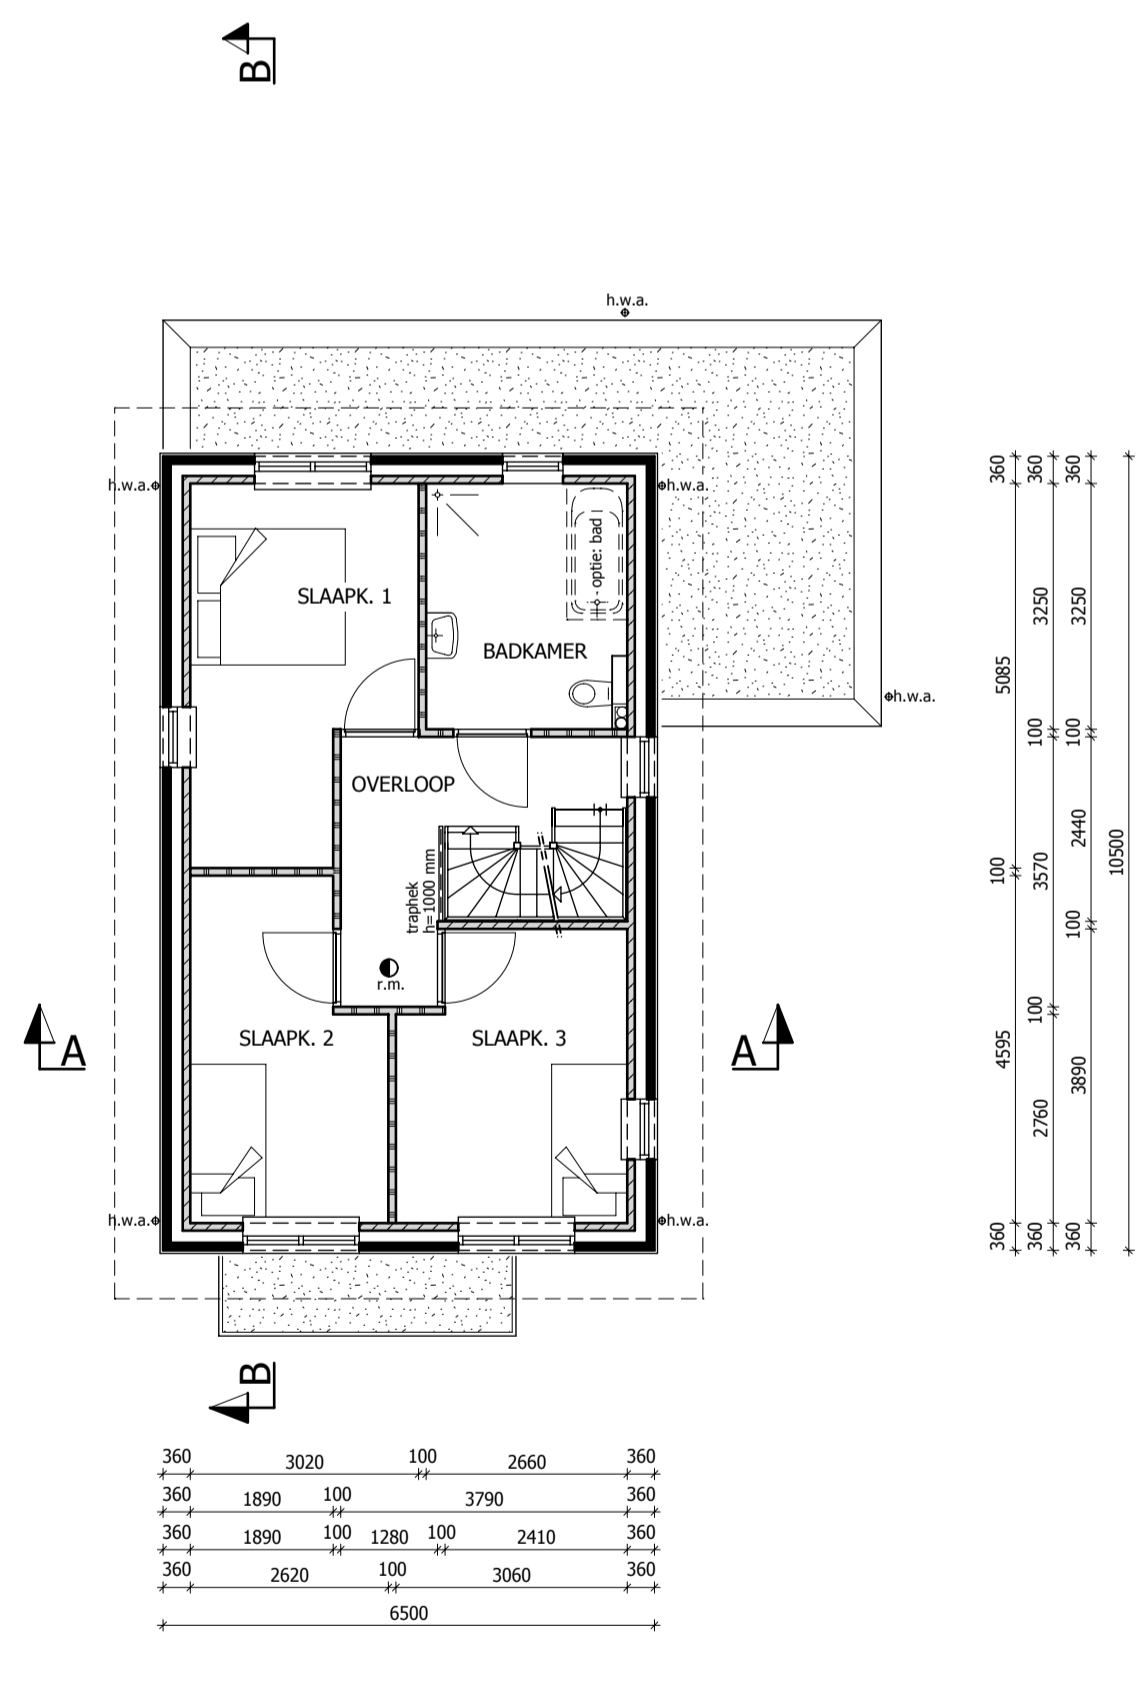 B
h.w.a.
h.w.a.
h.w.a.
SLAAPK. 1
optie: bad
BADKAMER
h.w.a.
OVERLOOP
traphek
h=1000 mm
r.m.
SLAAPK. 2
SLAAPK. 3
A
A
h.w.a.
h.w.a.
B
360
5085
100
4595
360
360
3250
100
3570
100
2760
360
360
3250
100
2440
100
3890
360
10500
360 3020 100 2660 360
360 1890 100 3790 360
360 1890 100 1280 100 2410 360
360 2620 100 3060 360
6500